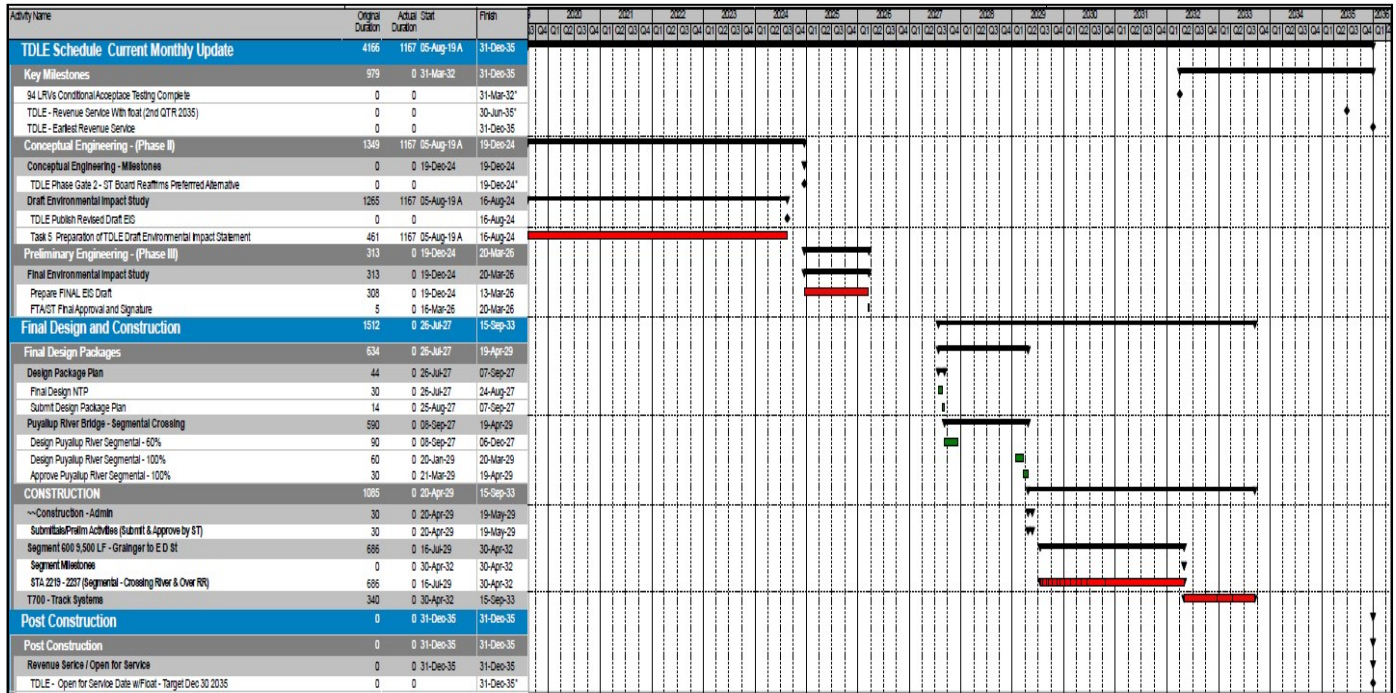 Activity Name Original Duration Actual Duration Start Finish 2020 2021 2022 2023 2024 2025 2026 2027 2028 2029 2030 2031 2032 2033 2034 2035
TDLE Schedule Current Monthly Update 4166 1167 05-Aug-19 A 31-Dec-35
Key Milestones 979 0 31-Mar-32 31-Dec-35
94 LRVs Conditional Acceptace Testing Complete 0 0 31-Mar-32*
TDLE - Revenue Service With float (2nd QTR 2035) 0 0 30-Jun-35*
TDLE - Earliest Revenue Service 0 0 31-Dec-35
Conceptual Engineering - (Phase II) 1349 1167 05-Aug-19 A 19-Dec-24
Conceptual Engineering - Milestones 0 0 19-Dec-24 19-Dec-24
TDLE Phase Gate 2 - ST Board Reaffirms Preferred Alternative 0 0 19-Dec-24*
Draft Environmental Impact Study 1265 1167 05-Aug-19 A 16-Aug-24
TDLE Publish Revised Draft EIS 0 0 16-Aug-24
Task 5 Preparation of TDLE Draft Environmental Impact Statement 461 1167 05-Aug-19 A 16-Aug-24
Preliminary Engineering - (Phase III) 313 0 19-Dec-24 20-Mar-26
Final Environmental Impact Study 313 0 19-Dec-24 20-Mar-26
Prepare FINAL EIS Draft 308 0 19-Dec-24 13-Mar-26
FTA/ST Final Approval and Signature 5 0 16-Mar-26 20-Mar-26
Final Design and Construction 1512 0 26-Jul-27 15-Sep-33
Final Design Packages 634 0 26-Jul-27 19-Apr-29
Design Package Plan 44 0 26-Jul-27 07-Sep-27
Final Design NTP 30 0 26-Jul-27 24-Aug-27
Submit Design Package Plan 14 0 25-Aug-27 07-Sep-27
Puyallup River Bridge - Segmental Crossing 590 0 08-Sep-27 19-Apr-29
Design Puyallup River Segmental - 60% 90 0 08-Sep-27 06-Dec-27
Design Puyallup River Segmental - 100% 60 0 20-Jan-29 20-Mar-29
Approve Puyallup River Segmental - 100% 30 0 21-Mar-29 19-Apr-29
CONSTRUCTION 1085 0 20-Apr-29 15-Sep-33
~~Construction - Admin 30 0 20-Apr-29 19-May-29
Submittals/Prelim Activities (Submit & Approve by ST) 30 0 20-Apr-29 19-May-29
Segment 600 9,500 LF - Grainger to E D St 686 0 16-Jul-29 30-Apr-32
Segment Milestones 0 0 30-Apr-32 30-Apr-32
STA 2219 - 2237 (Segmental - Crossing River & Over RR) 686 0 16-Jul-29 30-Apr-32
T700 - Track Systems 340 0 30-Apr-32 15-Sep-33
Post Construction 0 0 31-Dec-35 31-Dec-35
Post Construction 0 0 31-Dec-35 31-Dec-35
Revenue Serice / Open for Service 0 0 31-Dec-35 31-Dec-35
TDLE - Open for Service Date w/Float - Target Dec 30 2035 0 0 31-Dec-35*